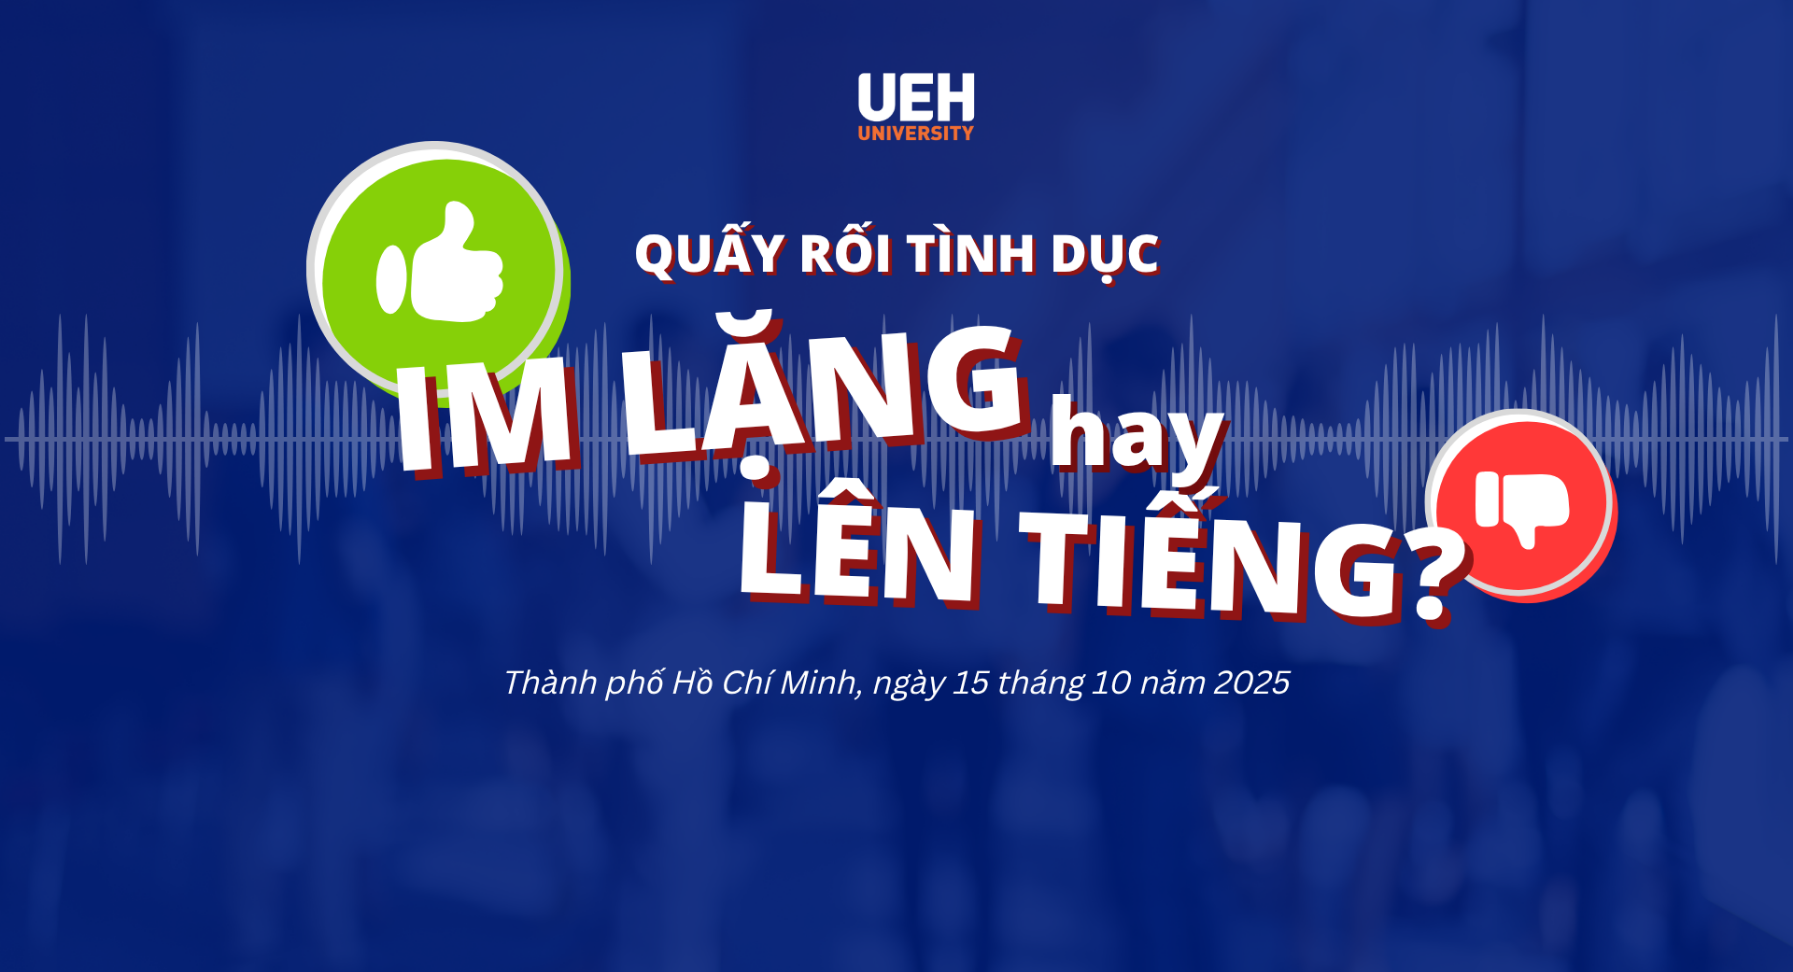 UEH
UNIVERSITY
QUẤY RỐI TÌNH DỤC
IM LẶNG hay
LÊN TIẾNG?
Thành phố Hồ Chí Minh, ngày 15 tháng 10 năm 2025